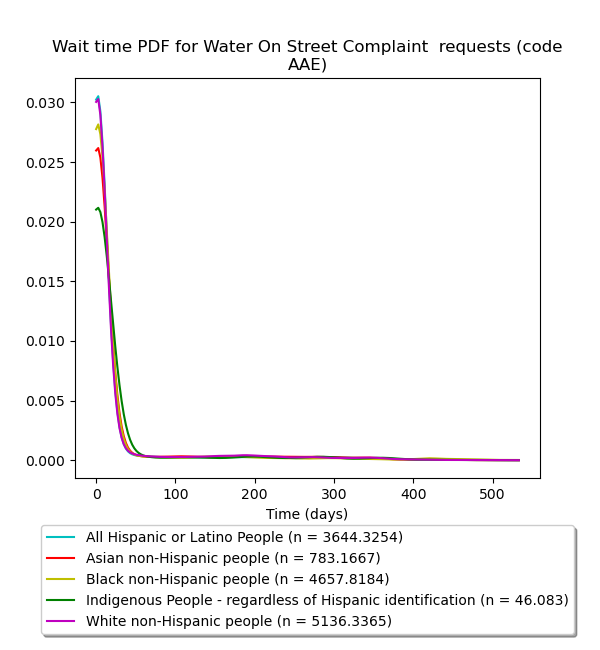 Wait time PDF for Water On Street Complaint  requests (code
AAE)
0.030
0.025
0.020
0.015
0.010
0.005
0.000
0 100 200 300 400 500
Time (days)
All Hispanic or Latino People (n = 3644.3254)
Asian non-Hispanic people (n = 783.1667)
Black non-Hispanic people (n = 4657.8184)
Indigenous People - regardless of Hispanic identification (n = 46.083)
White non-Hispanic people (n = 5136.3365)